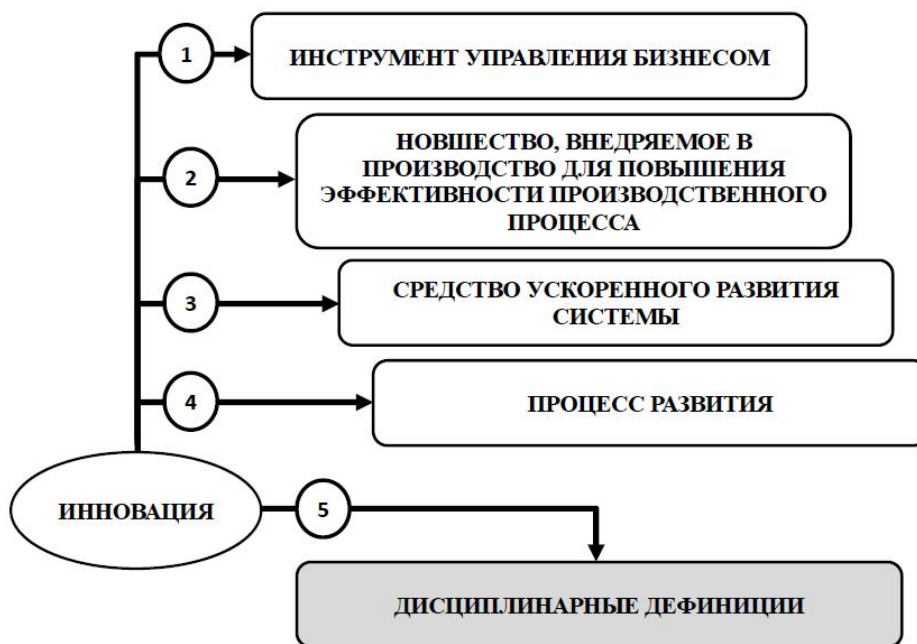 1
ИНСТРУМЕНТ УПРАВЛЕНИЯ БИЗНЕСОМ
2
НОВШЕСТВО, ВНЕДРЯЕМОЕ В
ПРОИЗВОДСТВО ДЛЯ ПОВЫШЕНИЯ
ЭФФЕКТИВНОСТИ ПРОИЗВОДСТВЕННОГО
ПРОЦЕССА
3
СРЕДСТВО УСКОРЕННОГО РАЗВИТИЯ
СИСТЕМЫ
4
ПРОЦЕСС РАЗВИТИЯ
ИННОВАЦИЯ
5
ДИСЦИПЛИНАРНЫЕ ДЕФИНИЦИИ